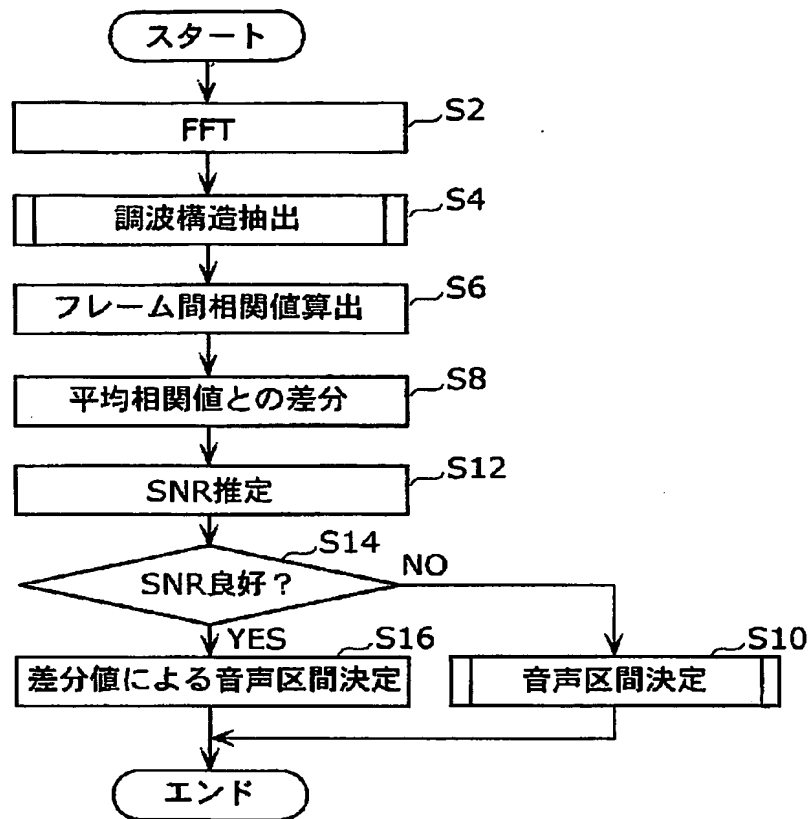 スタート
FFT
S2
調波構造抽出
S4
フレーム間相関値算出
S6
平均相関値との差分
S8
SNR推定
S12
SNR良好?
S14
NO
YES
差分値による音声区間決定
S16
音声区間決定
S10
エンド